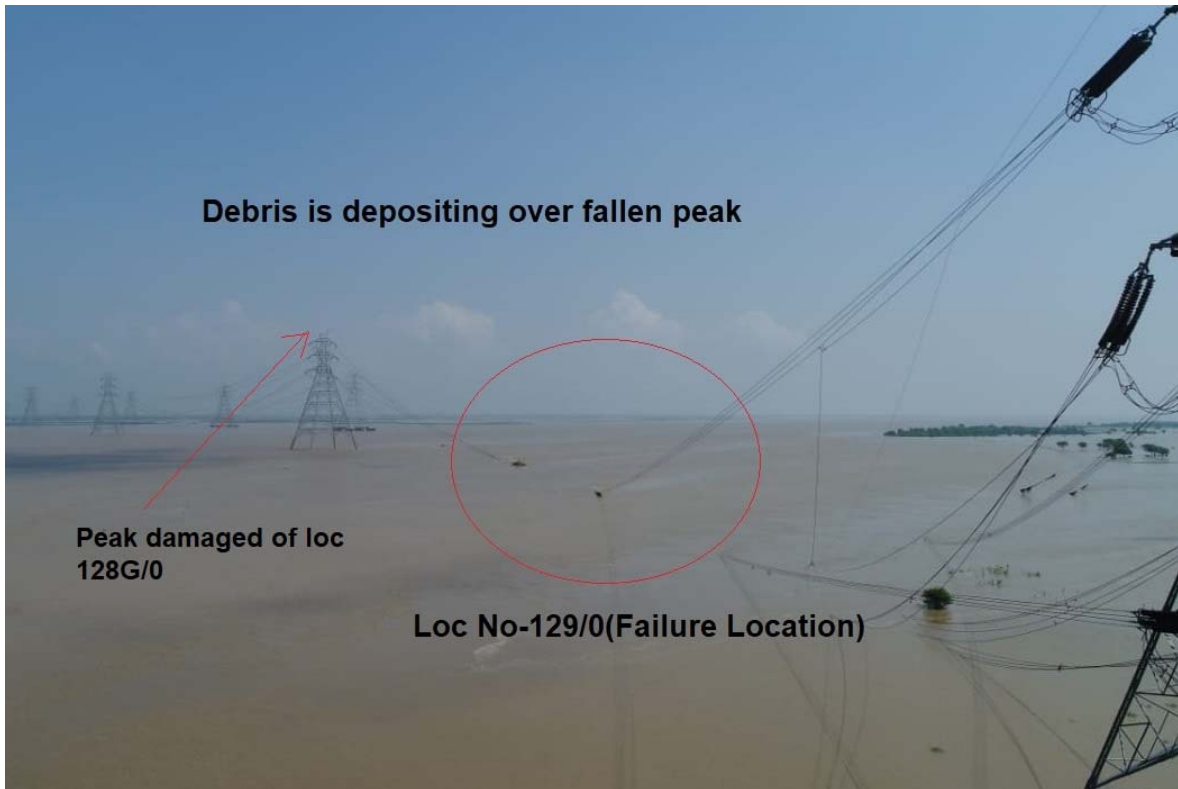 Debris is depositing over fallen peak
Peak damaged of loc
128G/0
Loc No-129/0(Failure Location)